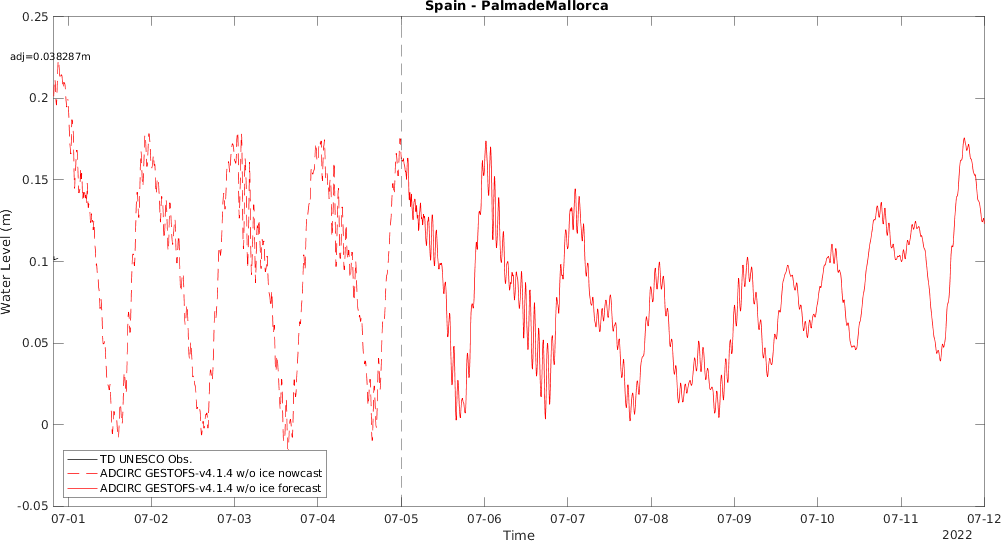 Spain - PalmadeMallorca
adj=0.038287m
0.25
0.2
0.15
0.1
0.05
0
-0.05
Water Level (m)
TD UNESCO Obs.
ADCIRC GESTOFS-v4.1.4 w/o ice nowcast
ADCIRC GESTOFS-v4.1.4 w/o ice forecast
07-01 07-02 07-03 07-04 07-05 07-06 07-07 07-08 07-09 07-10 07-11 07-12
Time
2022